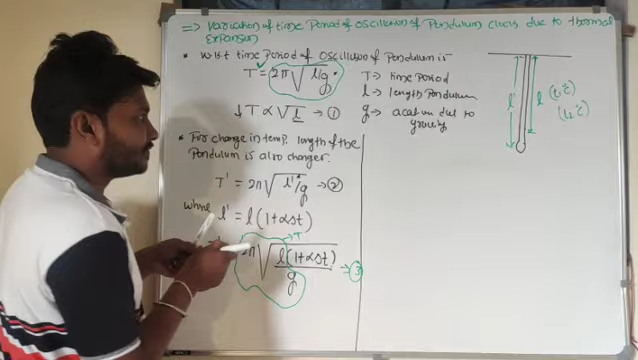 ⇒ Variation of time Period of oscillation of Pendulum clocks due to thermal
Expansion
* W.k.t time Period of oscillation of Pendulum is
T = 2π√l/g
T → time Period
l → length Pendulum
g → due to
gravity
↓ T ∝ √l → ①
* For change in temp. length of the
Pendulum is also changes.
T' = 2π√l'/g → ②
where l' = l(1+αΔt)
2π√l(1+αΔt)/g → ③
→ T
l'
l (t₁°c)
(t₂°c)